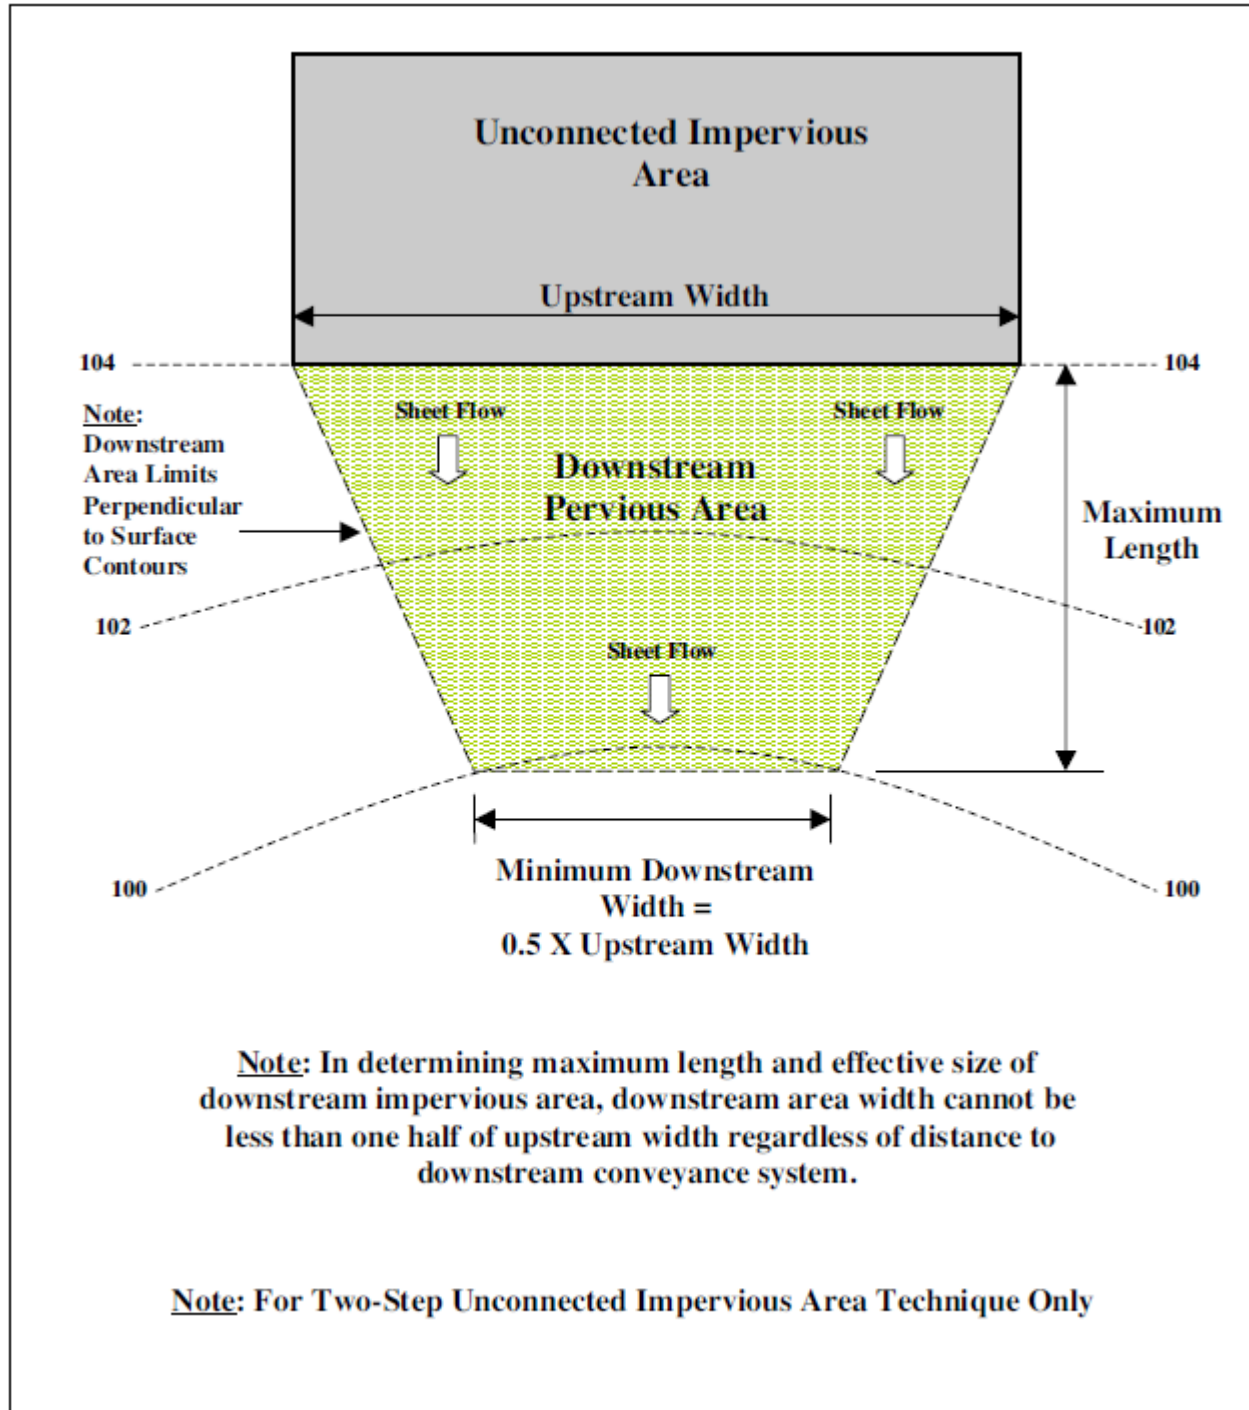 Unconnected Impervious
Area
Upstream Width
104
104
Note:
Downstream
Area Limits
Perpendicular
to Surface
Contours
Sheet Flow
Sheet Flow
Downstream
Pervious Area
Maximum
Length
102
102
Sheet Flow
100
100
Minimum Downstream
Width =
0.5 X Upstream Width
Note: In determining maximum length and effective size of
downstream impervious area, downstream area width cannot be
less than one half of upstream width regardless of distance to
downstream conveyance system.
Note: For Two-Step Unconnected Impervious Area Technique Only